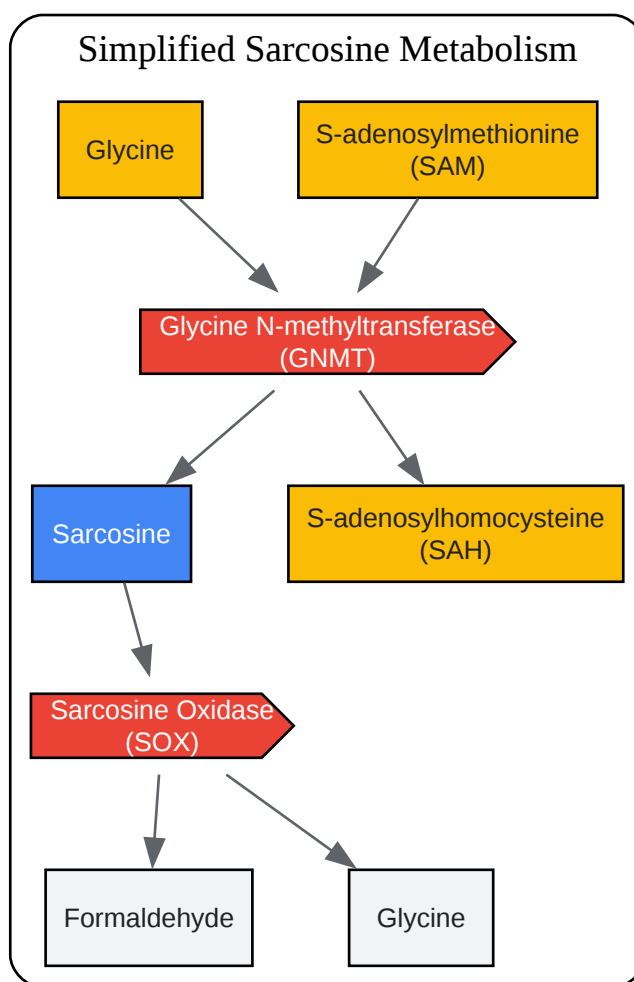 Simplified Sarcosine Metabolism
Glycine
S-adenosylmethionine
(SAM)
Glycine N-methyltransferase
(GNMT)
Sarcosine
S-adenosylhomocysteine
(SAH)
Sarcosine Oxidase
(SOX)
Formaldehyde
Glycine